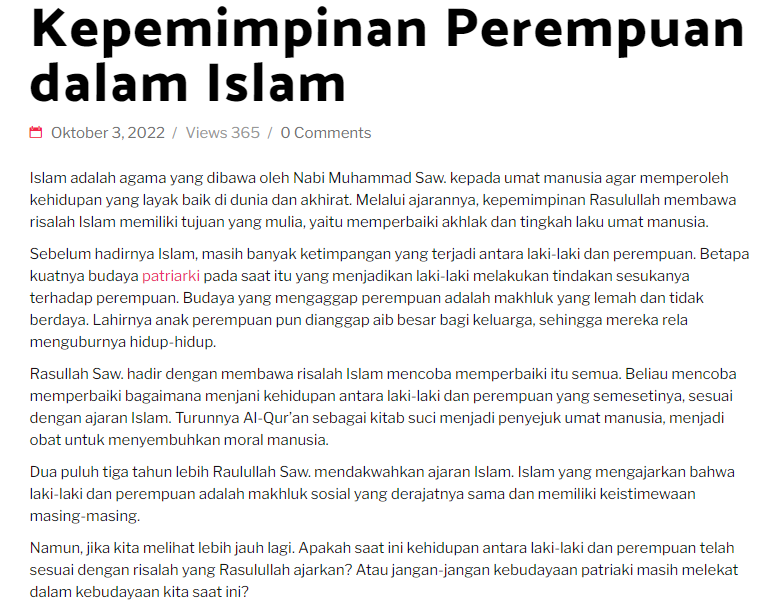 Kepemimpinan Perempuan
dalam Islam
Oktober 3, 2022 / Views 365 / 0 Comments
Islam adalah agama yang dibawa oleh Nabi Muhammad Saw. kepada umat manusia agar memperoleh
kehidupan yang layak baik di dunia dan akhirat. Melalui ajarannya, kepemimpinan Rasulullah membawa
risalah Islam memiliki tujuan yang mulia, yaitu memperbaiki akhlak dan tingkah laku umat manusia.
Sebelum hadirnya Islam, masih banyak ketimpangan yang terjadi antara laki-laki dan perempuan. Betapa
kuatnya budaya patriarki pada saat itu yang menjadikan laki-laki melakukan tindakan sesukanya
terhadap perempuan. Budaya yang mengaggap perempuan adalah makhluk yang lemah dan tidak
berdaya. Lahirnya anak perempuan pun dianggap aib besar bagi keluarga, sehingga mereka rela
menguburnya hidup-hidup.
Rasullah Saw. hadir dengan membawa risalah Islam mencoba memperbaiki itu semua. Beliau mencoba
memperbaiki bagaimana menjani kehidupan antara laki-laki dan perempuan yang semesetinya, sesuai
dengan ajaran Islam. Turunnya Al-Qur'an sebagai kitab suci menjadi penyejuk umat manusia, menjadi
obat untuk menyembuhkan moral manusia.
Dua puluh tiga tahun lebih Raulullah Saw. mendakwahkan ajaran Islam. Islam yang mengajarkan bahwa
laki-laki dan perempuan adalah makhluk sosial yang derajatnya sama dan memiliki keistimewaan
masing-masing.
Namun, jika kita melihat lebih jauh lagi. Apakah saat ini kehidupan antara laki-laki dan perempuan telah
sesuai dengan risalah yang Rasulullah ajarkan? Atau jangan-jangan kebudayaan patriaki masih melekat
dalam kebudayaan kita saat ini?